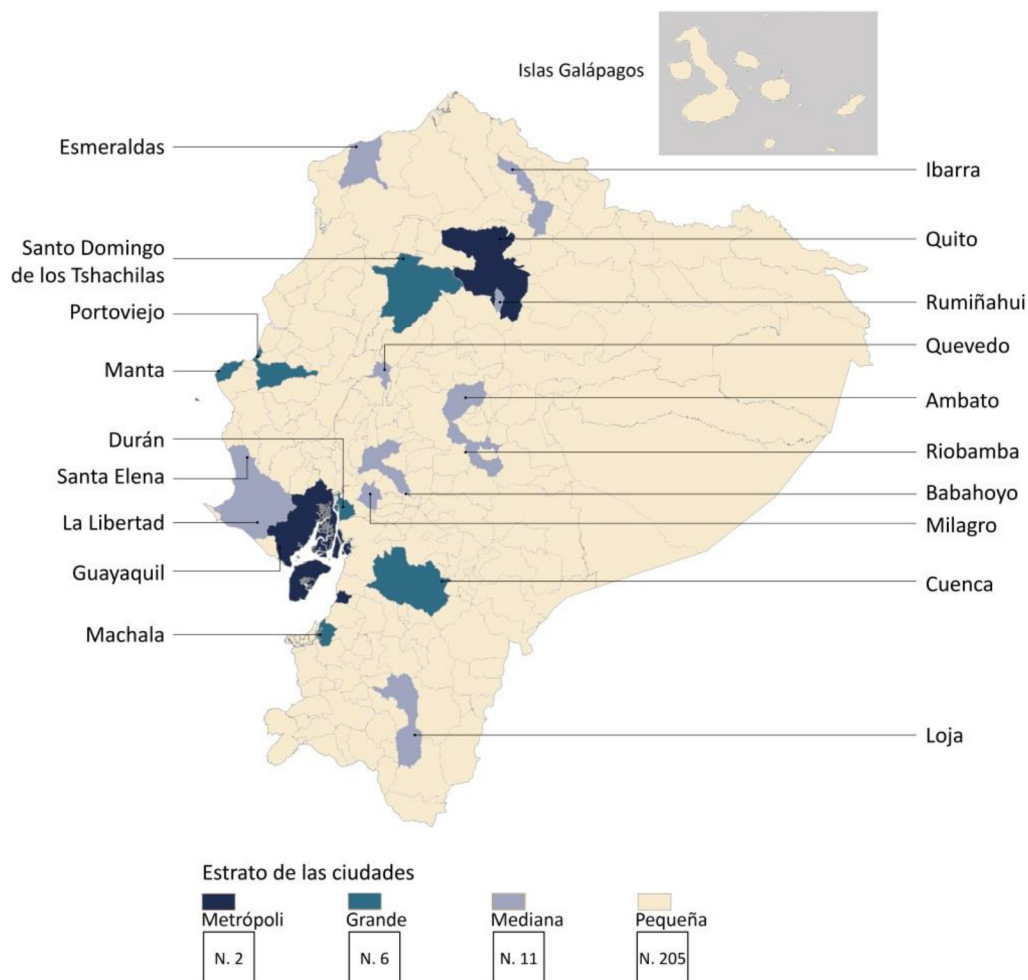 Islas Galápagos
Esmeraldas
Santo Domingo
de los Tshachilas
Portoviejo
Manta
Durán
Santa Elena
La Libertad
Guayaquil
Machala
Ibarra
Quito
Rumiñahui
Quevedo
Ambato
Riobamba
Babahoyo
Milagro
Cuenca
Loja
Estrato de las ciudades
Metrópoli
Grande
Mediana
Pequeña
N. 2
N. 6
N. 11
N. 205